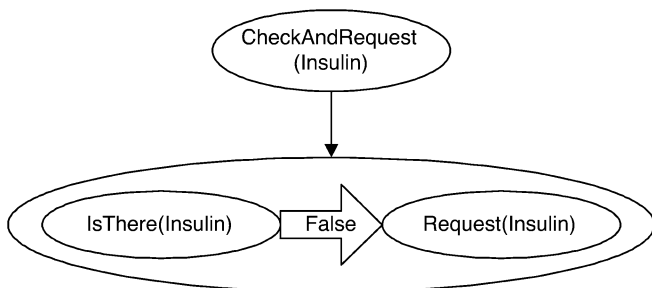 CheckAndRequest
(Insulin)
IsThere(Insulin)
False
Request(Insulin)